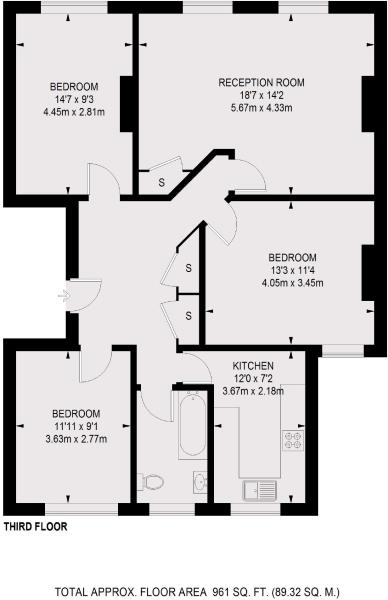 BEDROOM
14'7 x 9'3
4.45m x 2.81m
RECEPTION ROOM
18'7 x 14'2
5.67m x 4.33m
S
BEDROOM
13'3 x 11'4
4.05m x 3.45m
S
S
KITCHEN
12'0 x 7'2
3.67m x 2.18m
BEDROOM
11'11 x 9'1
3.63m x 2.77m
THIRD FLOOR
TOTAL APPROX. FLOOR AREA 961 SQ. FT. (89.32 SQ. M.)